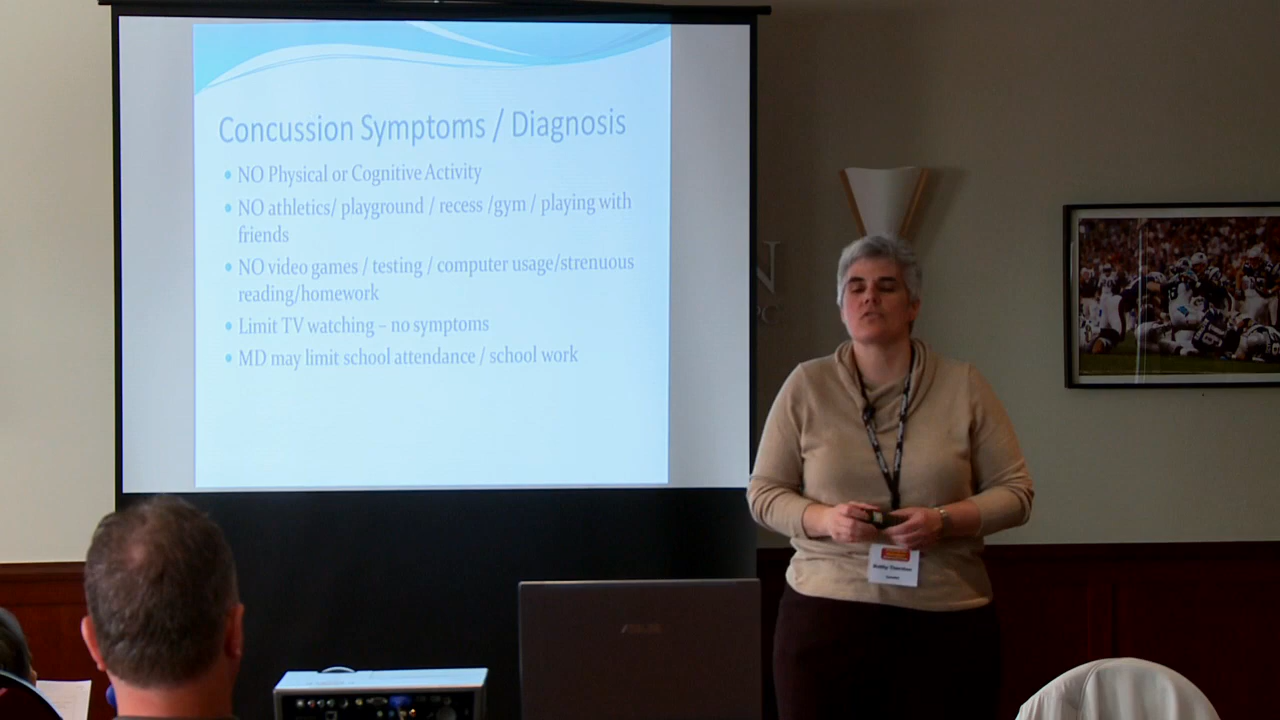 Concussion Symptoms / Diagnosis
• NO Physical or Cognitive Activity
• NO athletics/ playground / recess /gym / playing with
friends
• NO video games / testing / computer usage/strenuous
reading/homework
• Limit TV watching – no symptoms
• MD may limit school attendance / school work
N
ASUS